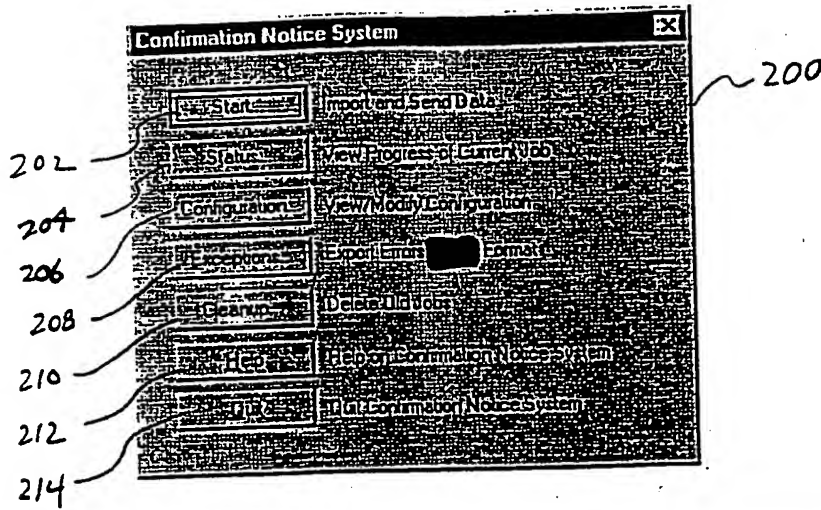 Confirmation Notice System
200
202 Start Import and Send Data
204 Status View Progress of Current Job
206 Configuration View/Modify Configuration
208 Exceptions Export Errors Format
210 Cleanup Delete Old Jobs
212 Help Help on Confirmation Notice System
214 Quit Quit Confirmation Notice System